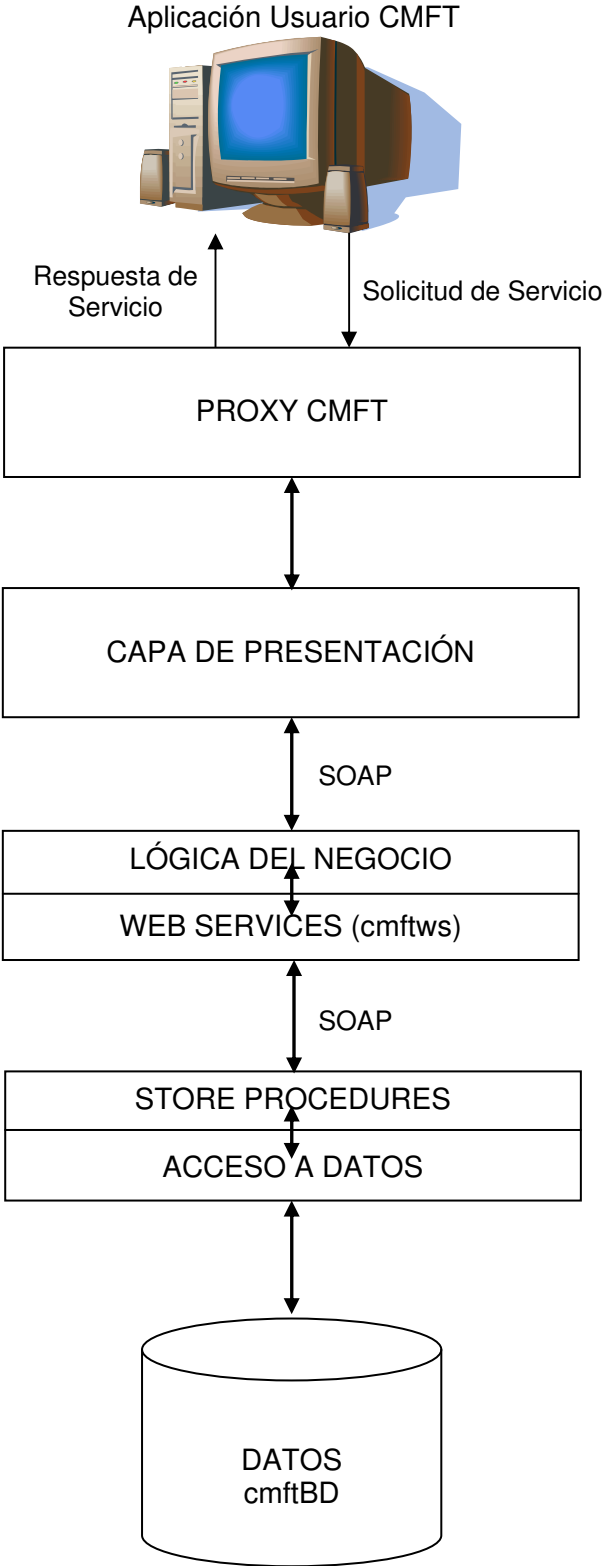 Aplicación Usuario CMFT
Respuesta de
Servicio
Solicitud de Servicio
PROXY CMFT
CAPA DE PRESENTACIÓN
SOAP
LÓGICA DEL NEGOCIO
WEB SERVICES (cmftws)
SOAP
STORE PROCEDURES
ACCESO A DATOS
DATOS
cmftBD